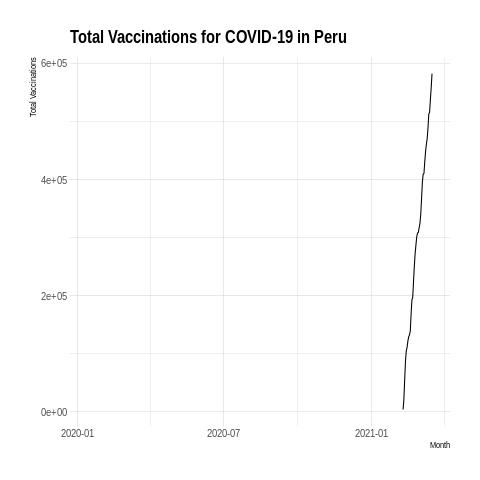 Total Vaccinations for COVID-19 in Peru
Total Vaccinations
6e+05
4e+05
2e+05
0e+00
2020-01
2020-07
2021-01
Month